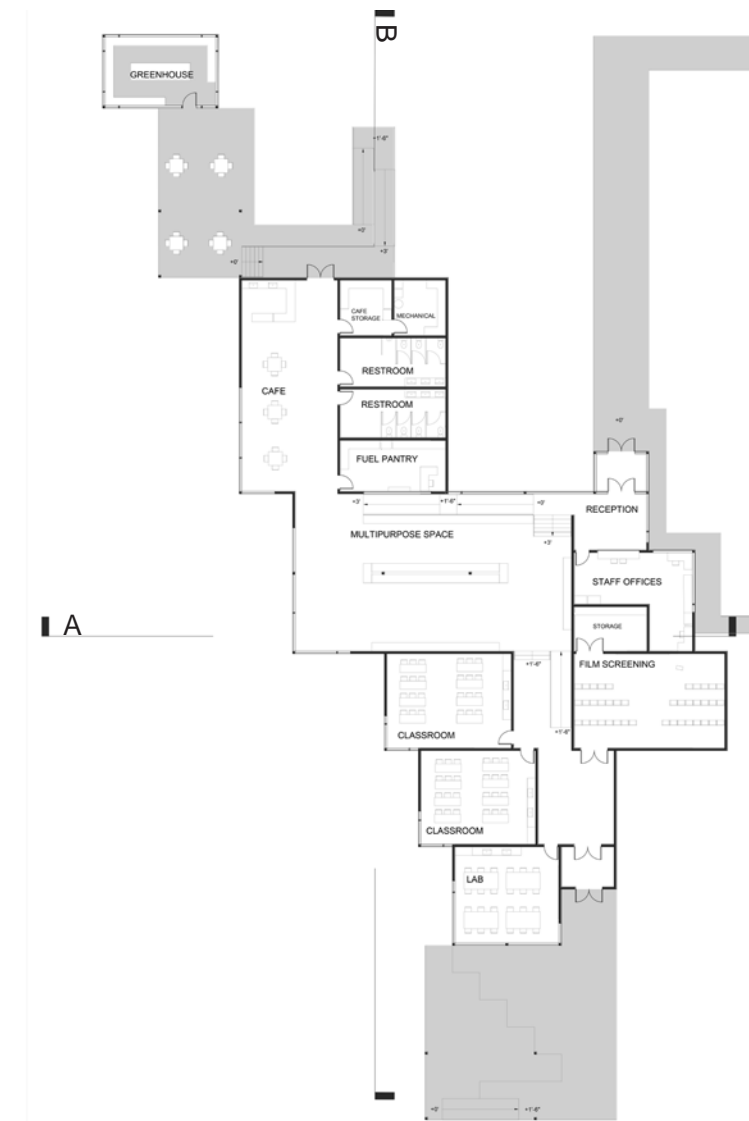 B
GREENHOUSE
+1'-6"
+0'
+3'
+0'
CAFE
STORAGE
MECHANICAL
RESTROOM
CAFE
RESTROOM
+0'
FUEL PANTRY
+3'
+1'-6"
+0'
RECEPTION
MULTIPURPOSE SPACE
+3'
STAFF OFFICES
A
STORAGE
+1'-6"
FILM SCREENING
+1'-6"
CLASSROOM
CLASSROOM
LAB
+0'
+1'-6"